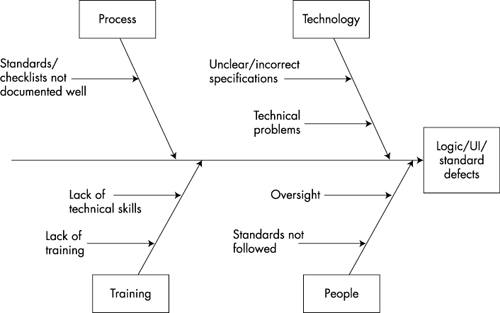 Process
Technology
Standards/
checklists not
documented well
Unclear/incorrect
specifications
Technical
problems
Logic/UI/
standard
defects
Lack of
technical skills
Lack of
training
Oversight
Standards not
followed
Training
People